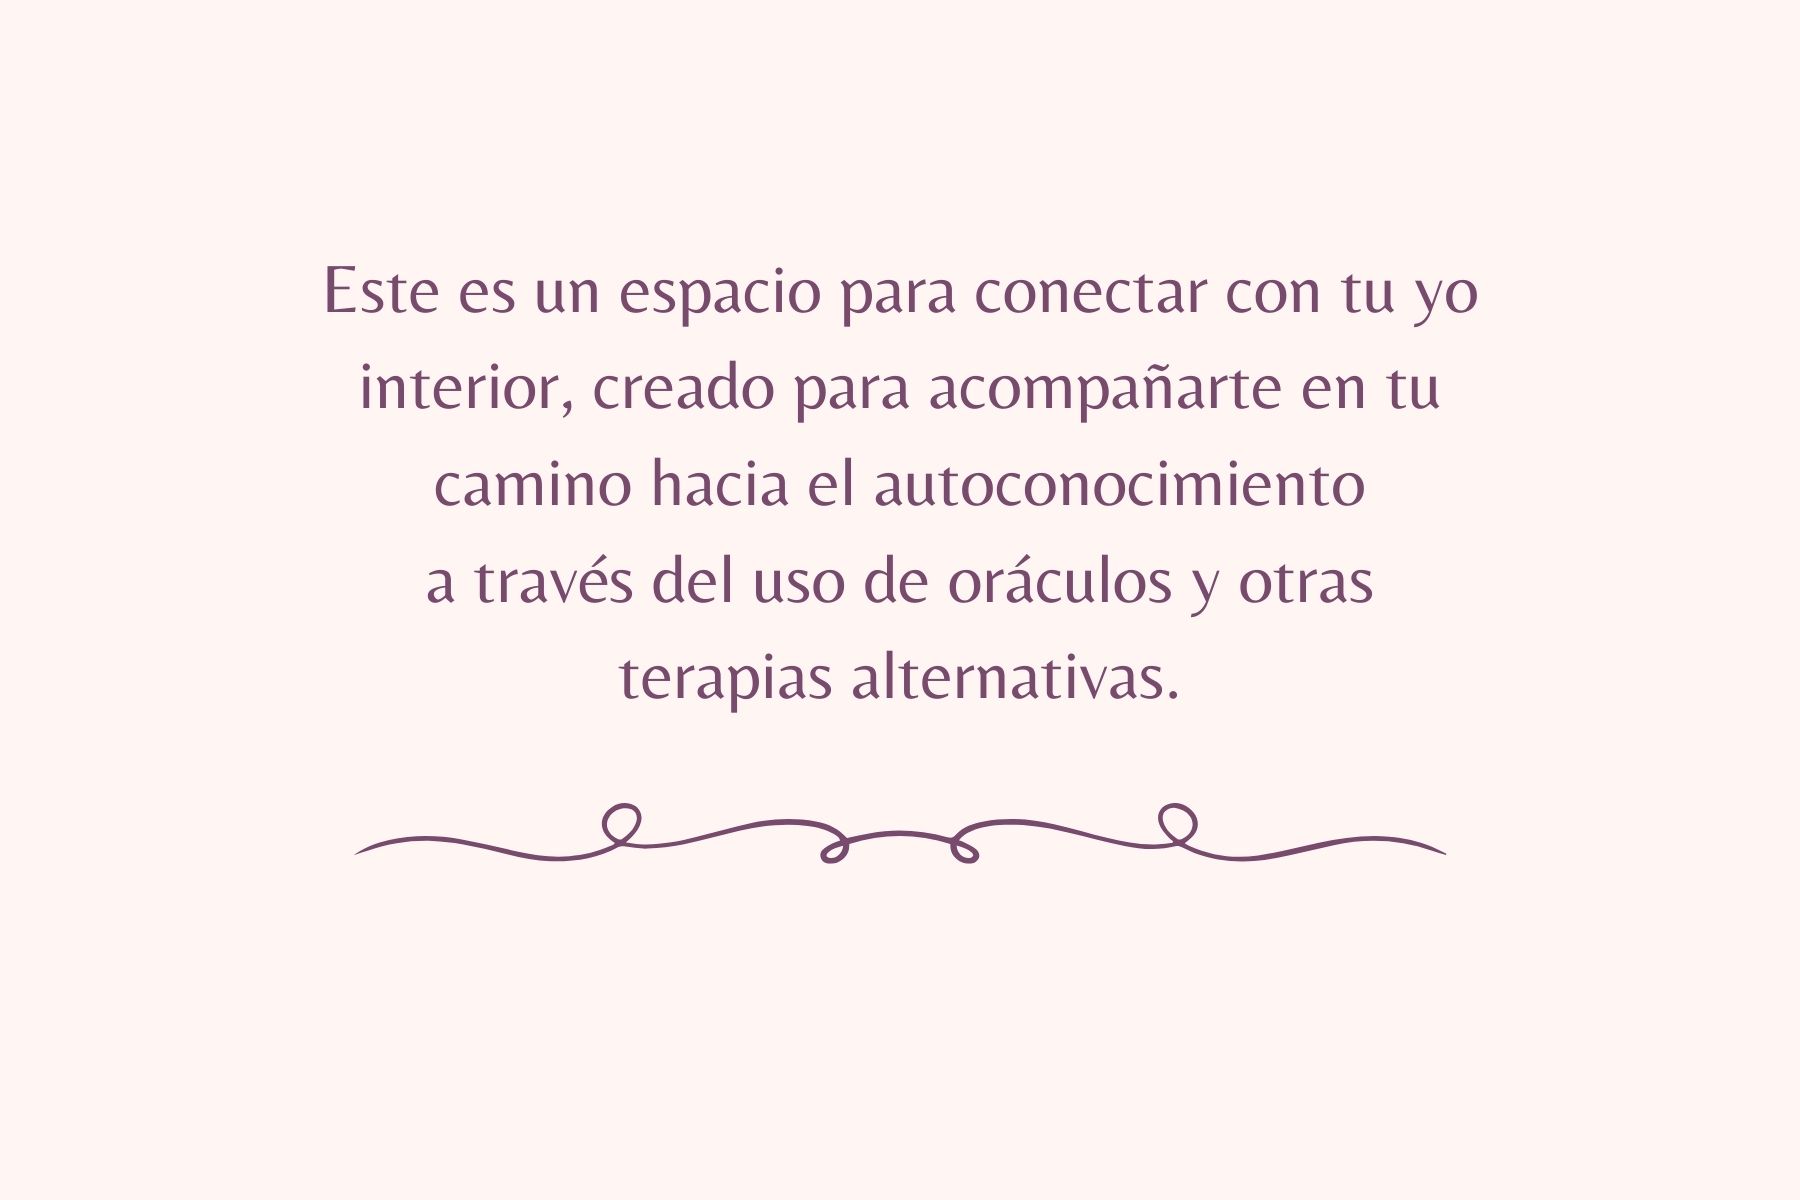 Este es un espacio para conectar con tu yo
interior, creado para acompañarte en tu
camino hacia el autoconocimiento
a través del uso de oráculos y otras
terapias alternativas.